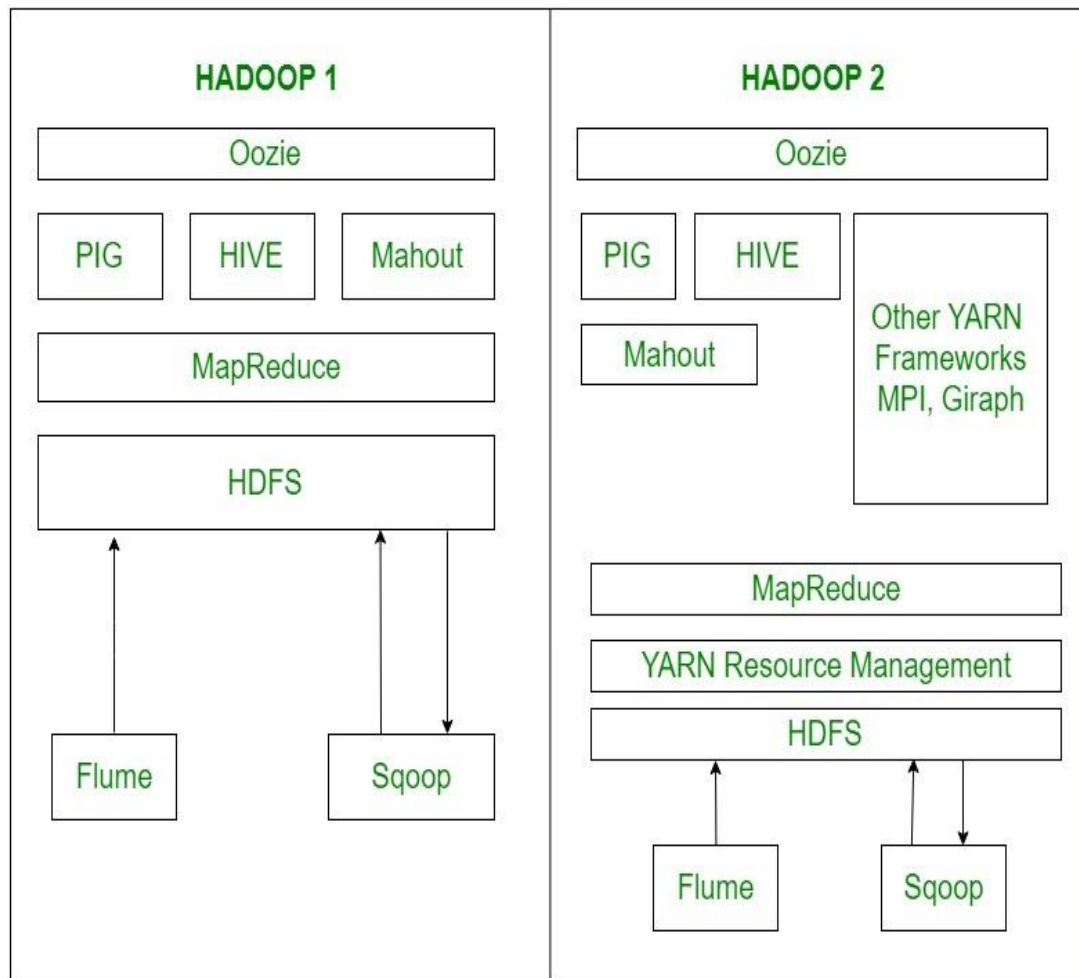 HADOOP 1
Oozie
PIG
HIVE
Mahout
MapReduce
HDFS
Flume
Sqoop
HADOOP 2
Oozie
PIG
HIVE
Other YARN
Frameworks
MPI, Giraph
Mahout
MapReduce
YARN Resource Management
HDFS
Flume
Sqoop